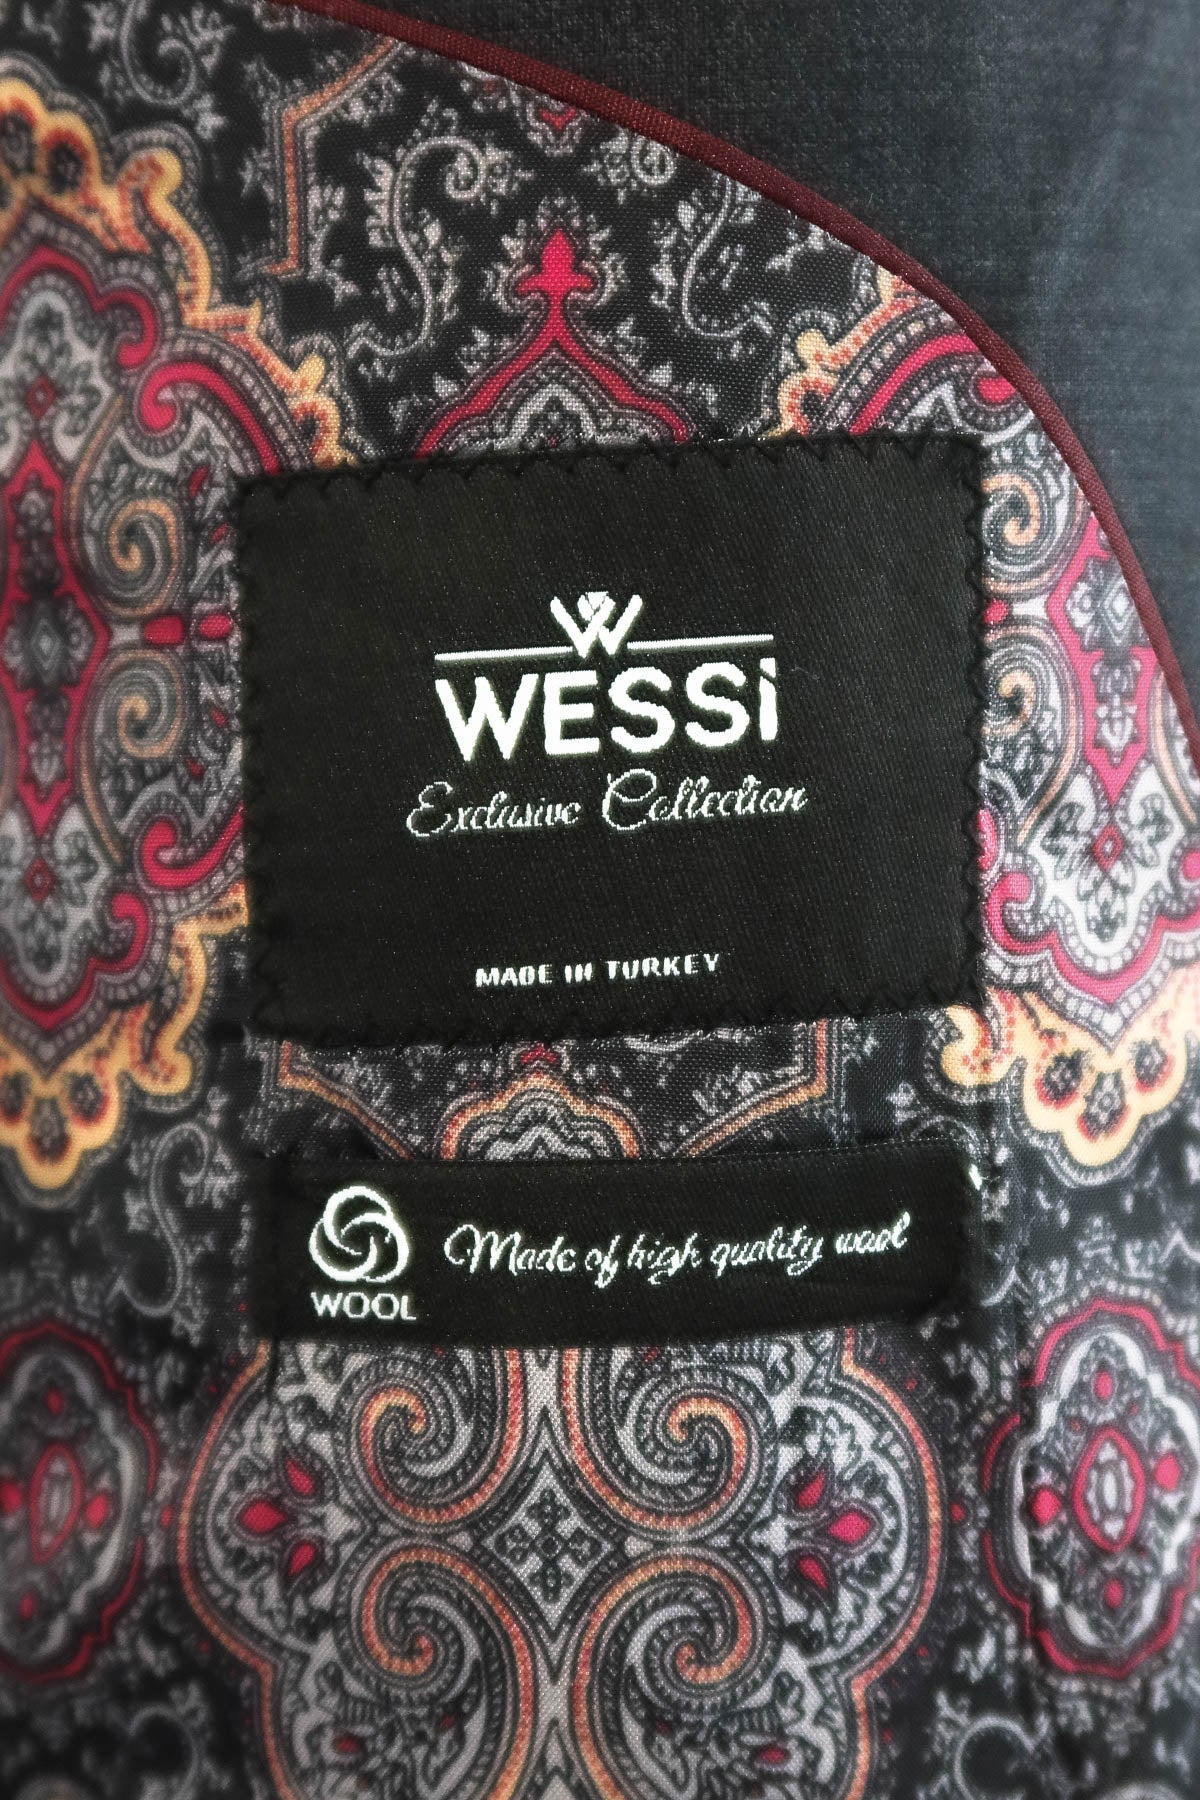 W
WESSİ
Exclusive Collection
MADE IN TURKEY
WOOL
Made of high quality wool